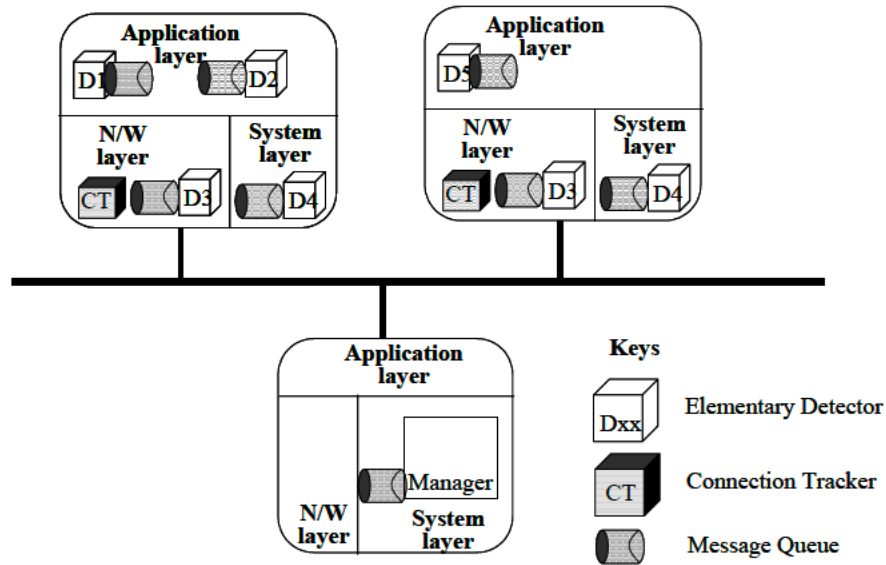 Application
layer
D1
D2
N/W
layer
System
layer
CT
D3
D4
Application
layer
D5
N/W
layer
System
layer
CT
D3
D4
Application
layer
Manager
N/W
layer
System
layer
Keys
Dxx
Elementary Detector
CT
Connection Tracker
Message Queue